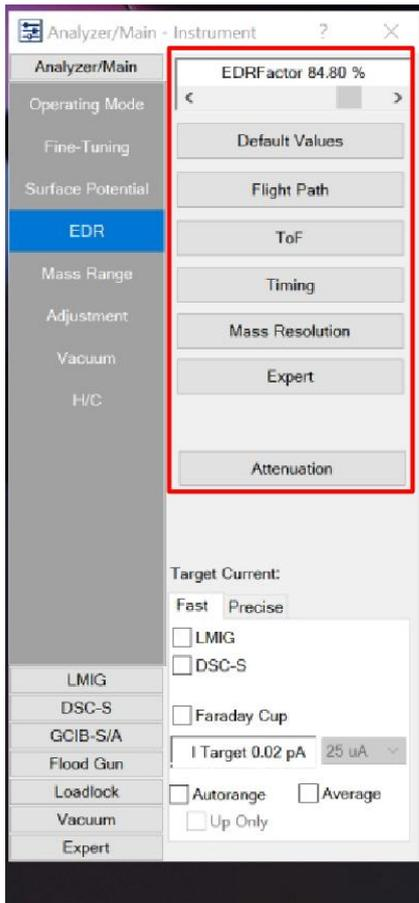 Analyzer/Main - Instrument ? ×
Analyzer/Main
Operating Mode
Fine-Tuning
Surface Potential
EDR
Mass Range
Adjustment
Vacuum
H/C
LMIG
DSC-S
GCIB-S/A
Flood Gun
Loadlock
Vacuum
Expert
EDRFactor 84.80 %
< >
Default Values
Flight Path
ToF
Timing
Mass Resolution
Expert
Attenuation
Target Current:
Fast Precise
LMIG
DSC-S
Faraday Cup
I Target 0.02 pA 25 uA
Autorange Average
Up Only